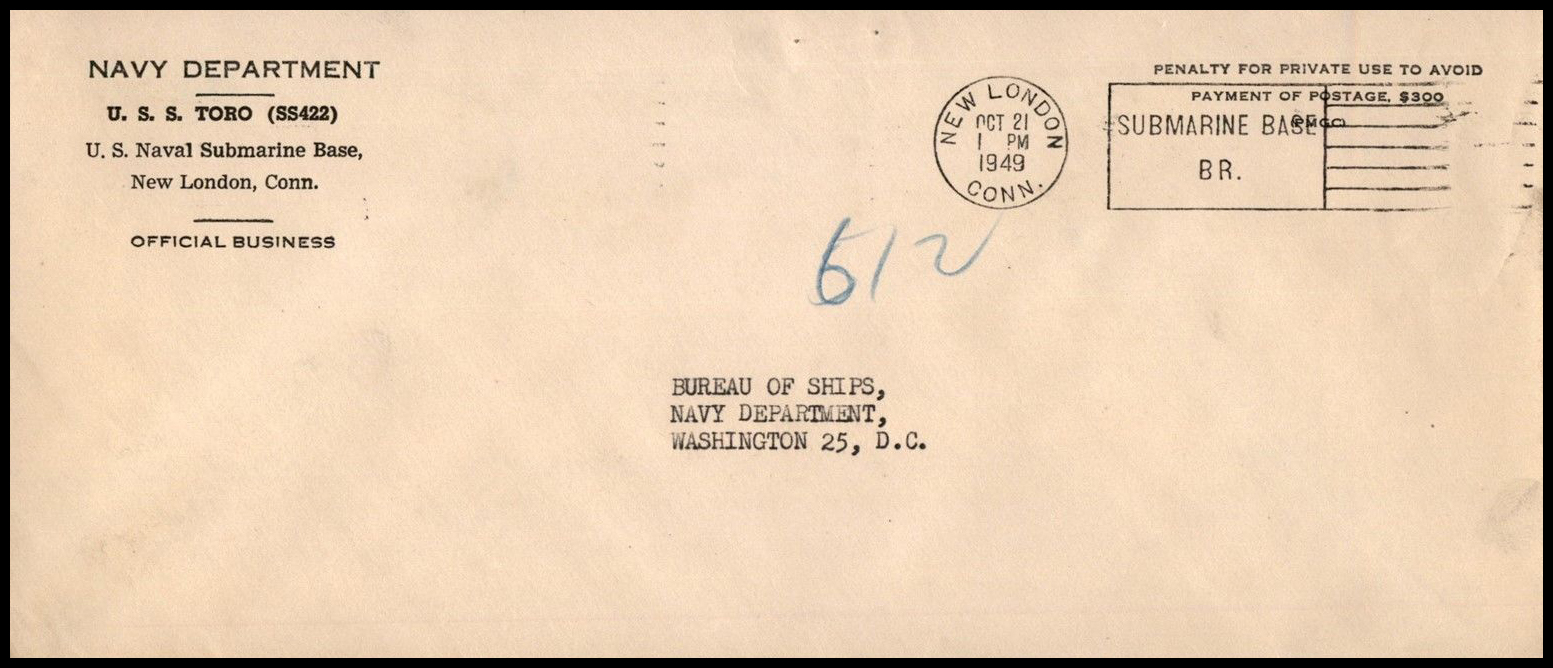 NAVY DEPARTMENT
U. S. S. TORO (SS422)
U. S. Naval Submarine Base,
New London, Conn.
OFFICIAL BUSINESS
NEW LONDON
OCT 21
1 PM
1949
CONN.
PENALTY FOR PRIVATE USE TO AVOID
PAYMENT OF POSTAGE, $300
(PMGC)
SUBMARINE BASE
BR.
512
BUREAU OF SHIPS,
NAVY DEPARTMENT,
WASHINGTON 25, D.C.